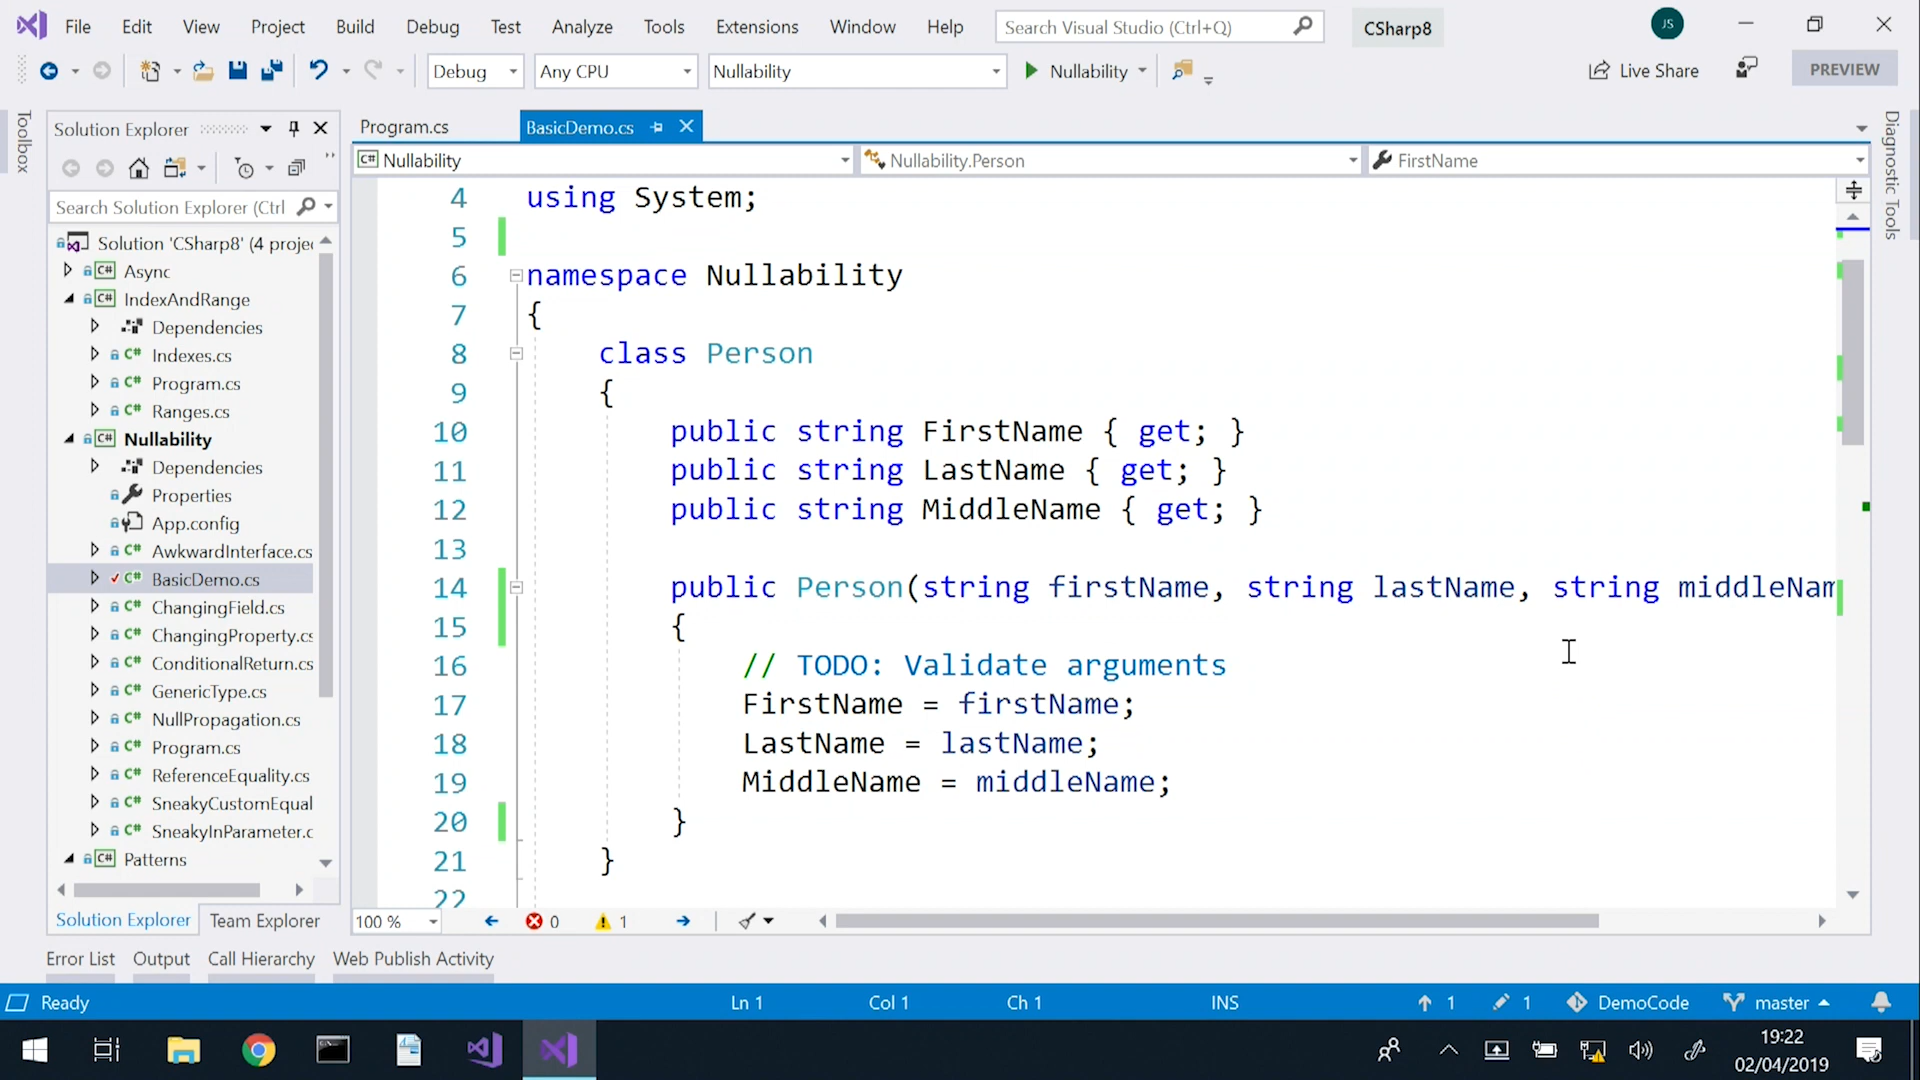 File Edit View Project Build Debug Test Analyze Tools Extensions Window Help Search Visual Studio (Ctrl+Q) CSharp8 JS
Debug Any CPU Nullability Nullability Live Share PREVIEW
Toolbox
Solution Explorer
Search Solution Explorer (Ctrl
Solution 'CSharp8' (4 proje
Async
IndexAndRange
Dependencies
Indexes.cs
Program.cs
Ranges.cs
Nullability
Dependencies
Properties
App.config
AwkwardInterface.cs
BasicDemo.cs
ChangingField.cs
ChangingProperty.cs
ConditionalReturn.cs
GenericType.cs
NullPropagation.cs
Program.cs
ReferenceEquality.cs
SneakyCustomEqual
SneakyInParameter.c
Patterns
Solution Explorer Team Explorer
Program.cs BasicDemo.cs
Nullability Nullability.Person FirstName
4 using System;
5
6 namespace Nullability
7 {
8 class Person
9 {
10 public string FirstName { get; }
11 public string LastName { get; }
12 public string MiddleName { get; }
13
14 public Person(string firstName, string lastName, string middleNam
15 {
16 // TODO: Validate arguments
17 FirstName = firstName;
18 LastName = lastName;
19 MiddleName = middleName;
20 }
21 }
22
100 % 0 1
Diagnostic Tools
Error List Output Call Hierarchy Web Publish Activity
Ready Ln 1 Col 1 Ch 1 INS 1 1 DemoCode master
19:22
02/04/2019